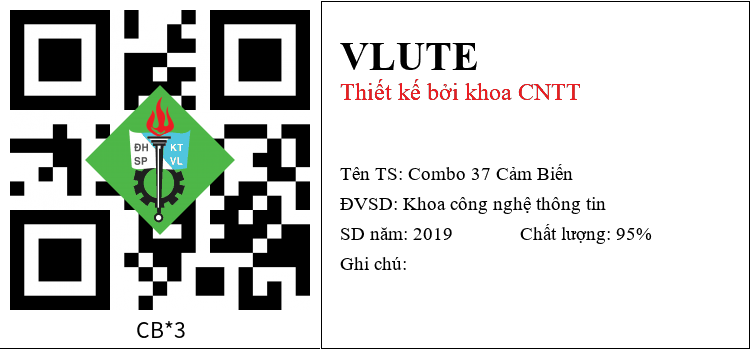 ĐH KT
SP VL
CB*3
VLUTE
Thiết kế bởi khoa CNTT
Tên TS: Combo 37 Cảm Biến
ĐVSD: Khoa công nghệ thông tin
SD năm: 2019 Chất lượng: 95%
Ghi chú: